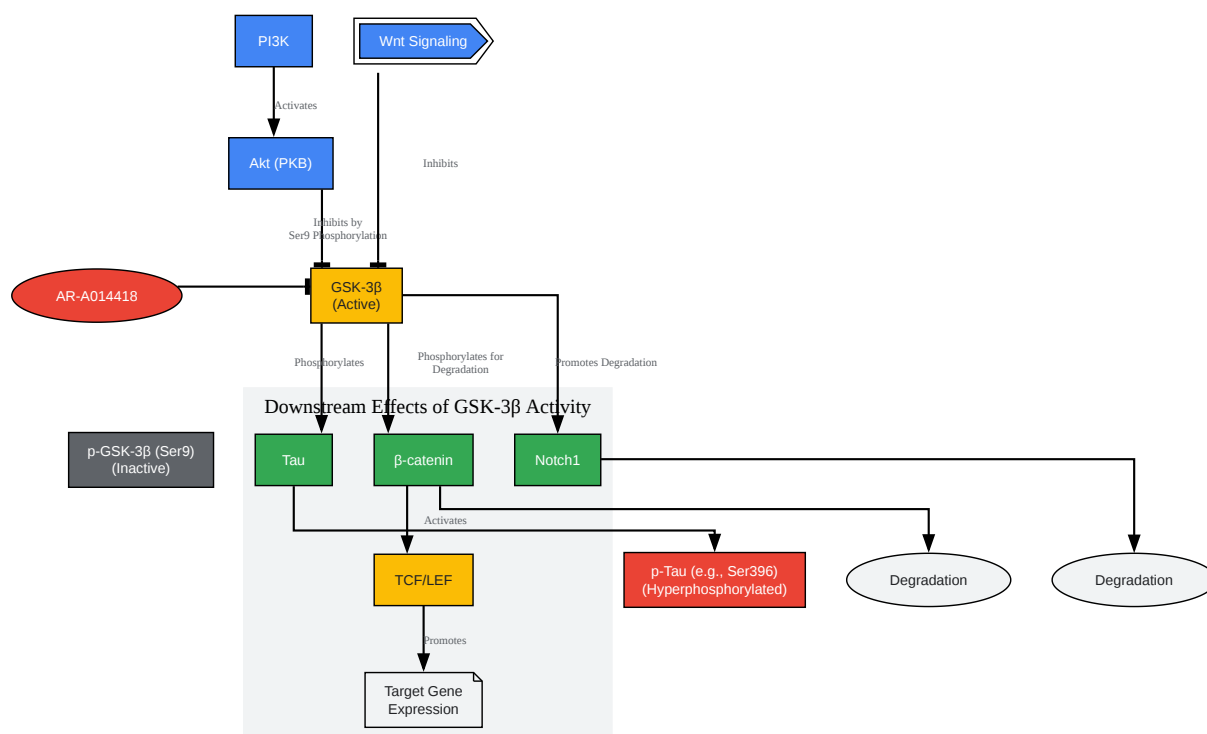 PI3K
Wnt Signaling
Activates
Akt (PKB)
Inhibits
Inhibits by
Ser9 Phosphorylation
AR-A014418
GSK-3β
(Active)
Phosphorylates
Phosphorylates for
Degradation
Promotes Degradation
Downstream Effects of GSK-3β Activity
p-GSK-3β (Ser9)
(Inactive)
Tau
β-catenin
Notch1
Activates
TCF/LEF
p-Tau (e.g., Ser396)
(Hyperphosphorylated)
Degradation
Degradation
Promotes
Target Gene
Expression